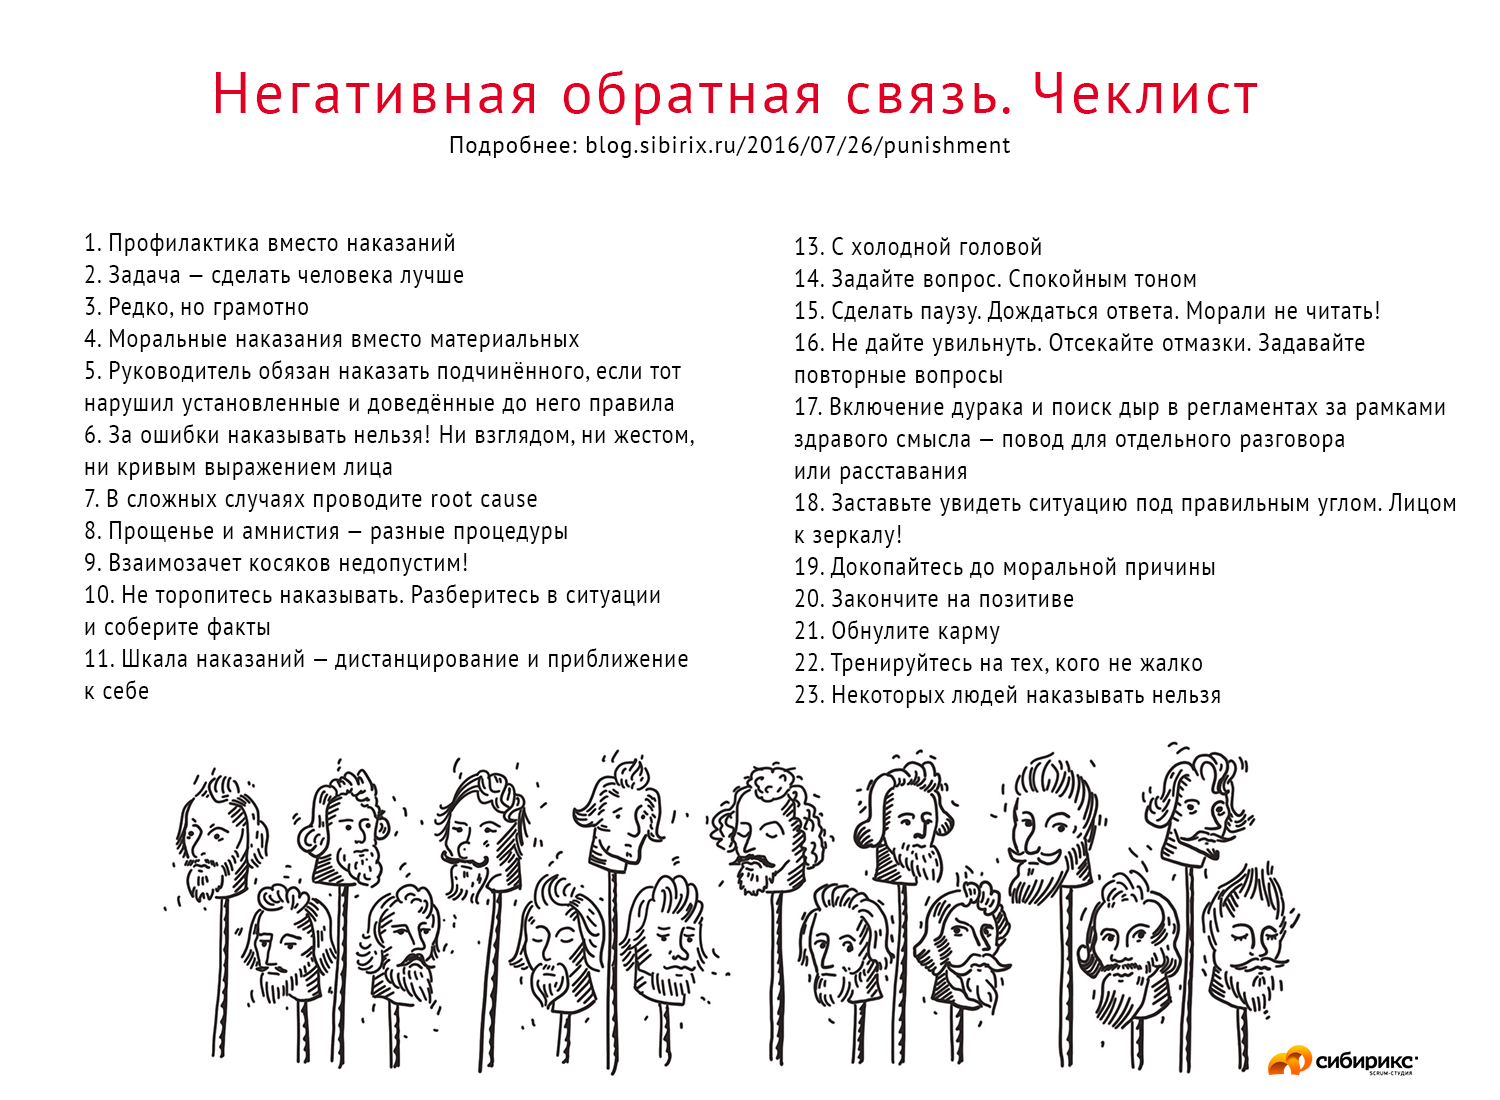 Негативная обратная связь. Чеклист
Подробнее: blog.sibirix.ru/2016/07/26/punishment
1. Профилактика вместо наказаний
2. Задача — сделать человека лучше
3. Редко, но грамотно
4. Моральные наказания вместо материальных
5. Руководитель обязан наказать подчинённого, если тот
нарушил установленные и доведённые до него правила
6. За ошибки наказывать нельзя! Ни взглядом, ни жестом,
ни кривым выражением лица
7. В сложных случаях проводите root cause
8. Прощенье и амнистия — разные процедуры
9. Взаимозачет косяков недопустим!
10. Не торопитесь наказывать. Разберитесь в ситуации
и соберите факты
11. Шкала наказаний — дистанцирование и приближение
к себе
13. С холодной головой
14. Задайте вопрос. Спокойным тоном
15. Сделать паузу. Дождаться ответа. Морали не читать!
16. Не дайте увильнуть. Отсекайте отмазки. Задавайте
повторные вопросы
17. Включение дурака и поиск дыр в регламентах за рамками
здравого смысла — повод для отдельного разговора
или расставания
18. Заставьте увидеть ситуацию под правильным углом. Лицом
к зеркалу!
19. Докопайтесь до моральной причины
20. Закончите на позитиве
21. Обнулите карму
22. Тренируйтесь на тех, кого не жалко
23. Некоторых людей наказывать нельзя
сибирикс
SCRUM-СТУДИЯ